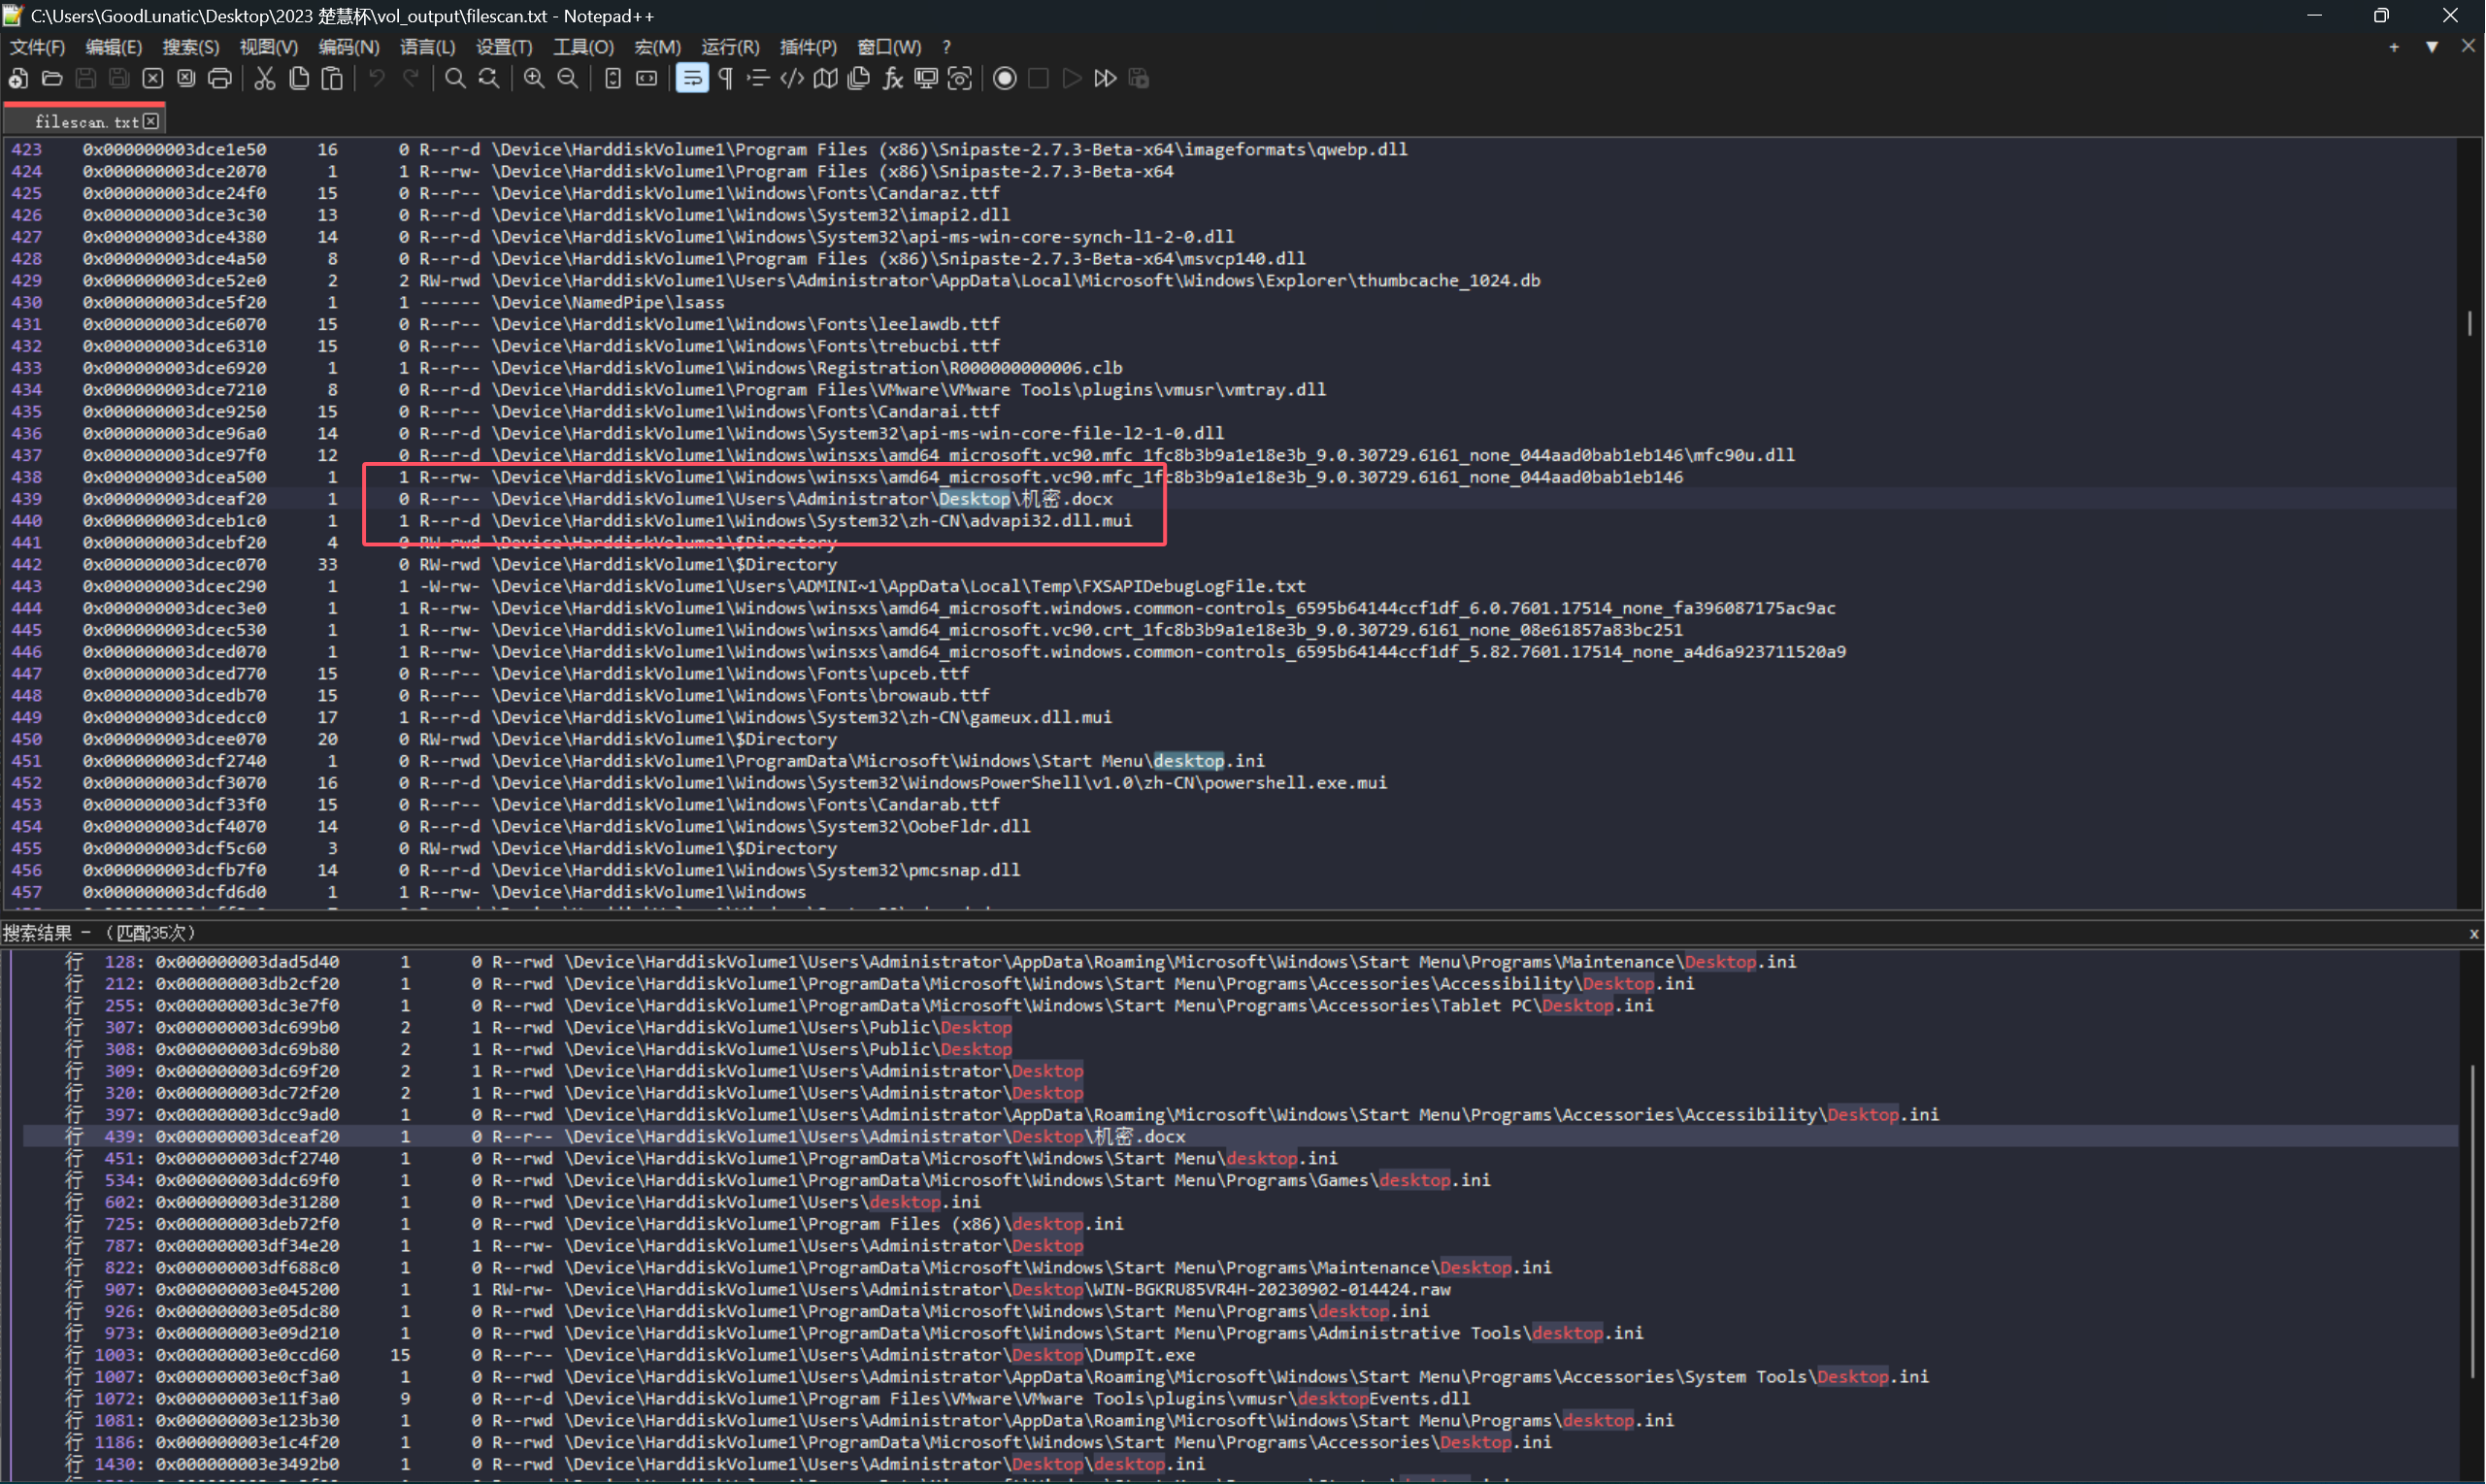 C:\Users\GoodLunatic\Desktop\2023 楚慧杯\vol_output\filescan.txt - Notepad++
文件(F) 编辑(E) 搜索(S) 视图(V) 编码(N) 语言(L) 设置(T) 工具(O) 宏(M) 运行(R) 插件(P) 窗口(W) ?
filescan.txt
423 0x000000003dce1e50 16 0 R--r-d \Device\HarddiskVolume1\Program Files (x86)\Snipaste-2.7.3-Beta-x64\imageformats\qwebp.dll
424 0x000000003dce2070 1 1 R--rw- \Device\HarddiskVolume1\Program Files (x86)\Snipaste-2.7.3-Beta-x64
425 0x000000003dce24f0 15 0 R--r-- \Device\HarddiskVolume1\Windows\Fonts\Candaraz.ttf
426 0x000000003dce3c30 13 0 R--r-d \Device\HarddiskVolume1\Windows\System32\imapi2.dll
427 0x000000003dce4380 14 0 R--r-d \Device\HarddiskVolume1\Windows\System32\api-ms-win-core-synch-l1-2-0.dll
428 0x000000003dce4a50 8 0 R--r-d \Device\HarddiskVolume1\Program Files (x86)\Snipaste-2.7.3-Beta-x64\msvcp140.dll
429 0x000000003dce52e0 2 2 RW-rwd \Device\HarddiskVolume1\Users\Administrator\AppData\Local\Microsoft\Windows\Explorer\thumbcache_1024.db
430 0x000000003dce5f20 1 1 ------ \Device\NamedPipe\lsass
431 0x000000003dce6070 15 0 R--r-- \Device\HarddiskVolume1\Windows\Fonts\leelawdb.ttf
432 0x000000003dce6310 15 0 R--r-- \Device\HarddiskVolume1\Windows\Fonts\trebucbi.ttf
433 0x000000003dce6920 1 1 R--r-- \Device\HarddiskVolume1\Windows\Registration\R000000000006.clb
434 0x000000003dce7210 8 0 R--r-d \Device\HarddiskVolume1\Program Files\VMware\VMware Tools\plugins\vmusr\vmtray.dll
435 0x000000003dce9250 15 0 R--r-- \Device\HarddiskVolume1\Windows\Fonts\Candarai.ttf
436 0x000000003dce96a0 14 0 R--r-d \Device\HarddiskVolume1\Windows\System32\api-ms-win-core-file-l2-1-0.dll
437 0x000000003dce97f0 12 0 R--r-d \Device\HarddiskVolume1\Windows\winsxs\amd64_microsoft.vc90.mfc_1fc8b3b9a1e18e3b_9.0.30729.6161_none_044aad0bab1eb146\mfc90u.dll
438 0x000000003dcea500 1 1 R--rw- \Device\HarddiskVolume1\Windows\winsxs\amd64_microsoft.vc90.mfc_1fc8b3b9a1e18e3b_9.0.30729.6161_none_044aad0bab1eb146
439 0x000000003dceaf20 1 0 R--r-- \Device\HarddiskVolume1\Users\Administrator\Desktop\机密.docx
440 0x000000003dceb1c0 1 1 R--r-d \Device\HarddiskVolume1\Windows\System32\zh-CN\advapi32.dll.mui
441 0x000000003dcebf20 4 0 RW-rwd \Device\HarddiskVolume1\$Directory
442 0x000000003dcec070 33 0 RW-rwd \Device\HarddiskVolume1\$Directory
443 0x000000003dcec290 1 1 -W-rw- \Device\HarddiskVolume1\Users\ADMINI~1\AppData\Local\Temp\FXSAPIDebugLogFile.txt
444 0x000000003dcec3e0 1 1 R--rw- \Device\HarddiskVolume1\Windows\winsxs\amd64_microsoft.windows.common-controls_6595b64144ccf1df_6.0.7601.17514_none_fa396087175ac9ac
445 0x000000003dcec530 1 1 R--rw- \Device\HarddiskVolume1\Windows\winsxs\amd64_microsoft.vc90.crt_1fc8b3b9a1e18e3b_9.0.30729.6161_none_08e61857a83bc251
446 0x000000003dced070 1 1 R--rw- \Device\HarddiskVolume1\Windows\winsxs\amd64_microsoft.windows.common-controls_6595b64144ccf1df_5.82.7601.17514_none_a4d6a923711520a9
447 0x000000003dced770 15 0 R--r-- \Device\HarddiskVolume1\Windows\Fonts\upceb.ttf
448 0x000000003dcedb70 15 0 R--r-- \Device\HarddiskVolume1\Windows\Fonts\browaub.ttf
449 0x000000003dcedcc0 17 1 R--r-d \Device\HarddiskVolume1\Windows\System32\zh-CN\gameux.dll.mui
450 0x000000003dcee070 20 0 RW-rwd \Device\HarddiskVolume1\$Directory
451 0x000000003dcf2740 1 0 R--rwd \Device\HarddiskVolume1\ProgramData\Microsoft\Windows\Start Menu\desktop.ini
452 0x000000003dcf3070 16 0 R--r-d \Device\HarddiskVolume1\Windows\System32\WindowsPowerShell\v1.0\zh-CN\powershell.exe.mui
453 0x000000003dcf33f0 15 0 R--r-- \Device\HarddiskVolume1\Windows\Fonts\Candarab.ttf
454 0x000000003dcf4070 14 0 R--r-d \Device\HarddiskVolume1\Windows\System32\OobeFldr.dll
455 0x000000003dcf5c60 3 0 RW-rwd \Device\HarddiskVolume1\$Directory
456 0x000000003dcfb7f0 14 0 R--r-d \Device\HarddiskVolume1\Windows\System32\pmcsnap.dll
457 0x000000003dcfd6d0 1 1 R--rw- \Device\HarddiskVolume1\Windows
搜索结果 - (匹配35次)
行 128: 0x000000003dad5d40 1 0 R--rwd \Device\HarddiskVolume1\Users\Administrator\AppData\Roaming\Microsoft\Windows\Start Menu\Programs\Maintenance\Desktop.ini
行 212: 0x000000003db2cf20 1 0 R--rwd \Device\HarddiskVolume1\ProgramData\Microsoft\Windows\Start Menu\Programs\Accessories\Accessibility\Desktop.ini
行 255: 0x000000003dc3e7f0 1 0 R--rwd \Device\HarddiskVolume1\ProgramData\Microsoft\Windows\Start Menu\Programs\Accessories\Tablet PC\Desktop.ini
行 307: 0x000000003dc699b0 2 1 R--rwd \Device\HarddiskVolume1\Users\Public\Desktop
行 308: 0x000000003dc69b80 2 1 R--rwd \Device\HarddiskVolume1\Users\Public\Desktop
行 309: 0x000000003dc69f20 2 1 R--rwd \Device\HarddiskVolume1\Users\Administrator\Desktop
行 320: 0x000000003dc72f20 2 1 R--rwd \Device\HarddiskVolume1\Users\Administrator\Desktop
行 397: 0x000000003dcc9ad0 1 0 R--rwd \Device\HarddiskVolume1\Users\Administrator\AppData\Roaming\Microsoft\Windows\Start Menu\Programs\Accessories\Accessibility\Desktop.ini
行 439: 0x000000003dceaf20 1 0 R--r-- \Device\HarddiskVolume1\Users\Administrator\Desktop\机密.docx
行 451: 0x000000003dcf2740 1 0 R--rwd \Device\HarddiskVolume1\ProgramData\Microsoft\Windows\Start Menu\desktop.ini
行 534: 0x000000003ddc69f0 1 0 R--rwd \Device\HarddiskVolume1\ProgramData\Microsoft\Windows\Start Menu\Programs\Games\desktop.ini
行 602: 0x000000003de31280 1 0 R--rwd \Device\HarddiskVolume1\Users\desktop.ini
行 725: 0x000000003deb72f0 1 0 R--rwd \Device\HarddiskVolume1\Program Files (x86)\desktop.ini
行 787: 0x000000003df34e20 1 1 R--rw- \Device\HarddiskVolume1\Users\Administrator\Desktop
行 822: 0x000000003df688c0 1 0 R--rwd \Device\HarddiskVolume1\ProgramData\Microsoft\Windows\Start Menu\Programs\Maintenance\Desktop.ini
行 907: 0x000000003e045200 1 1 RW-rw- \Device\HarddiskVolume1\Users\Administrator\Desktop\WIN-BGKRU85VR4H-20230902-014424.raw
行 926: 0x000000003e05dc80 1 0 R--rwd \Device\HarddiskVolume1\ProgramData\Microsoft\Windows\Start Menu\Programs\desktop.ini
行 973: 0x000000003e09d210 1 0 R--rwd \Device\HarddiskVolume1\ProgramData\Microsoft\Windows\Start Menu\Programs\Administrative Tools\desktop.ini
行 1003: 0x000000003e0ccd60 15 0 R--r-- \Device\HarddiskVolume1\Users\Administrator\Desktop\DumpIt.exe
行 1007: 0x000000003e0cf3a0 1 0 R--rwd \Device\HarddiskVolume1\Users\Administrator\AppData\Roaming\Microsoft\Windows\Start Menu\Programs\Accessories\System Tools\Desktop.ini
行 1072: 0x000000003e11f3a0 9 0 R--r-d \Device\HarddiskVolume1\Program Files\VMware\VMware Tools\plugins\vmusr\desktopEvents.dll
行 1081: 0x000000003e123b30 1 0 R--rwd \Device\HarddiskVolume1\Users\Administrator\AppData\Roaming\Microsoft\Windows\Start Menu\Programs\desktop.ini
行 1186: 0x000000003e1c4f20 1 0 R--rwd \Device\HarddiskVolume1\ProgramData\Microsoft\Windows\Start Menu\Programs\Accessories\Desktop.ini
行 1430: 0x000000003e3492b0 1 0 R--rwd \Device\HarddiskVolume1\Users\Administrator\Desktop\desktop.ini